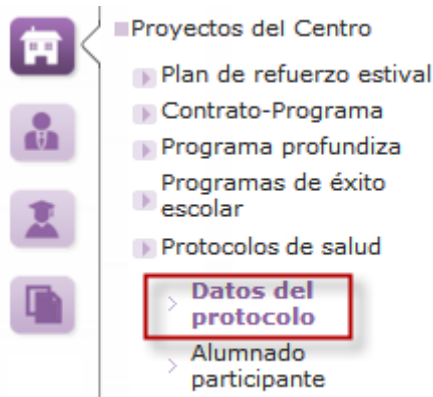 Proyectos del Centro
Plan de refuerzo estival
Contrato-Programa
Programa profundiza
Programas de éxito
escolar
Protocolos de salud
Datos del
protocolo
Alumnado
participante